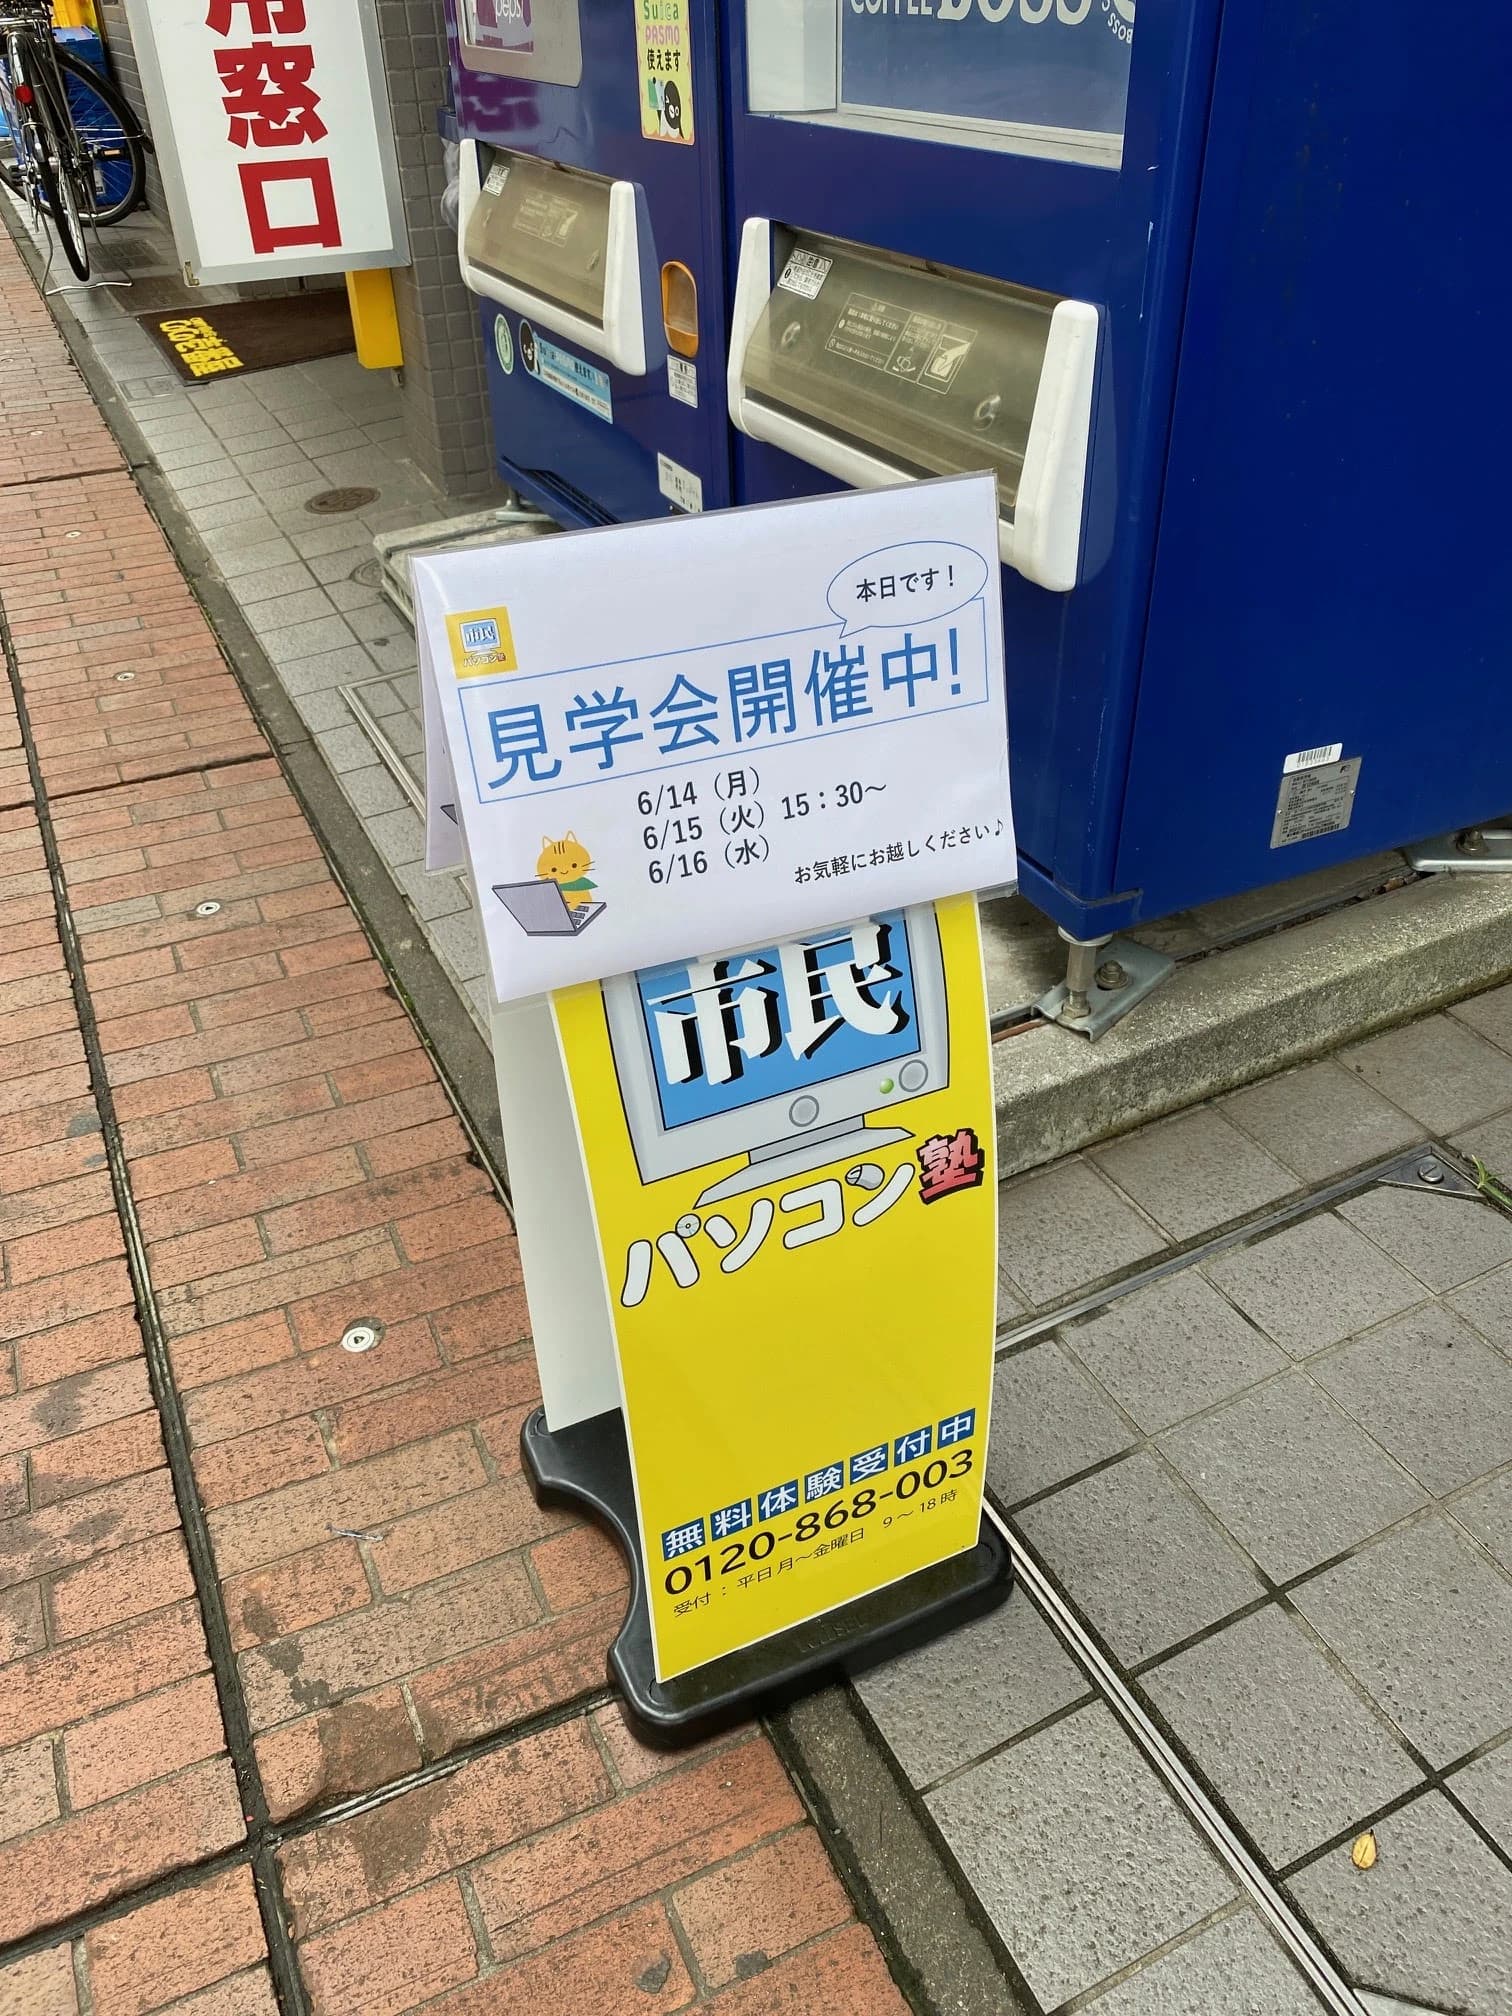 用窓口
pepsi
Suica
PASMO
使えます
COFFEE BOSS
BOSS
本日です！
市民
パソコン塾
見学会開催中!
6/14（月）
6/15（火）15：30～
6/16（水）
お気軽にお越しください♪
市民
パソコン塾
無料体験受付中
0120-868-003
受付：平日月～金曜日 9～18時